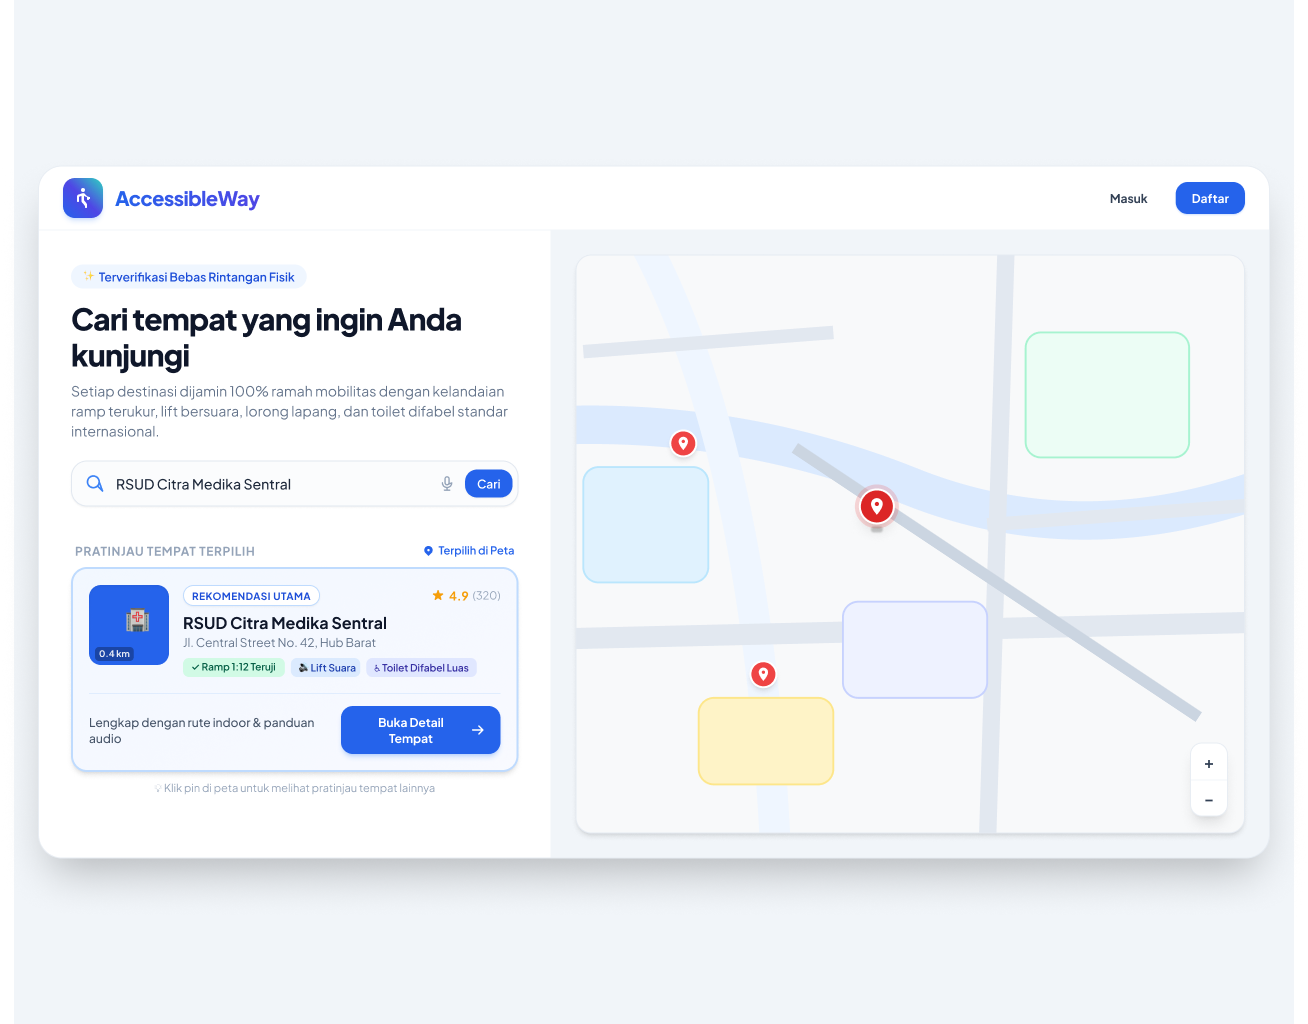 AccessibleWay
Masuk
Daftar
✨ Terverifikasi Bebas Rintangan Fisik
Cari tempat yang ingin Anda
kunjungi
Setiap destinasi dijamin 100% ramah mobilitas dengan kelandaian
ramp terukur, lift bersuara, lorong lapang, dan toilet difabel standar
internasional.
RSUD Citra Medika Sentral
Cari
PRATINJAU TEMPAT TERPILIH
Terpilih di Peta
0.4 km
REKOMENDASI UTAMA
★ 4.9 (320)
RSUD Citra Medika Sentral
Jl. Central Street No. 42, Hub Barat
✓ Ramp 1:12 Teruji
Lift Suara
♿ Toilet Difabel Luas
Lengkap dengan rute indoor & panduan
audio
Buka Detail
Tempat →
Klik pin di peta untuk melihat pratinjau tempat lainnya
+
−